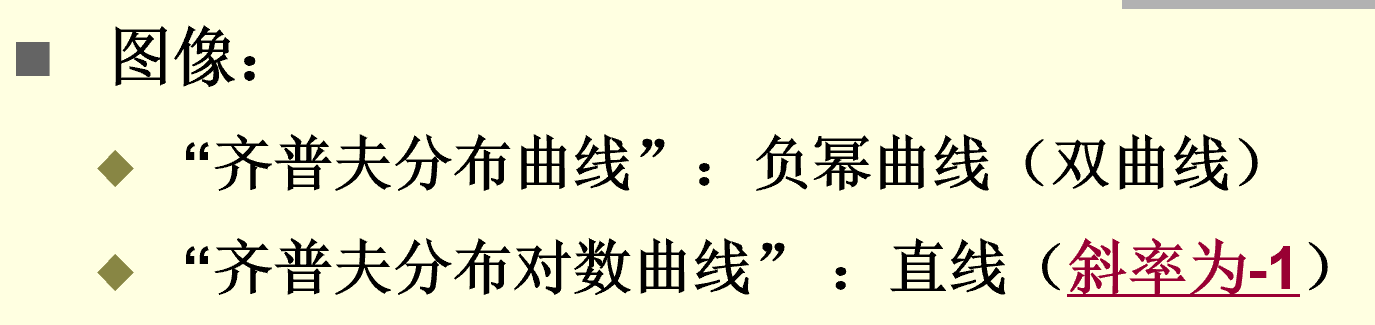 图像：
“齐普夫分布曲线”：负幂曲线（双曲线）
“齐普夫分布对数曲线” ：直线（斜率为-1）